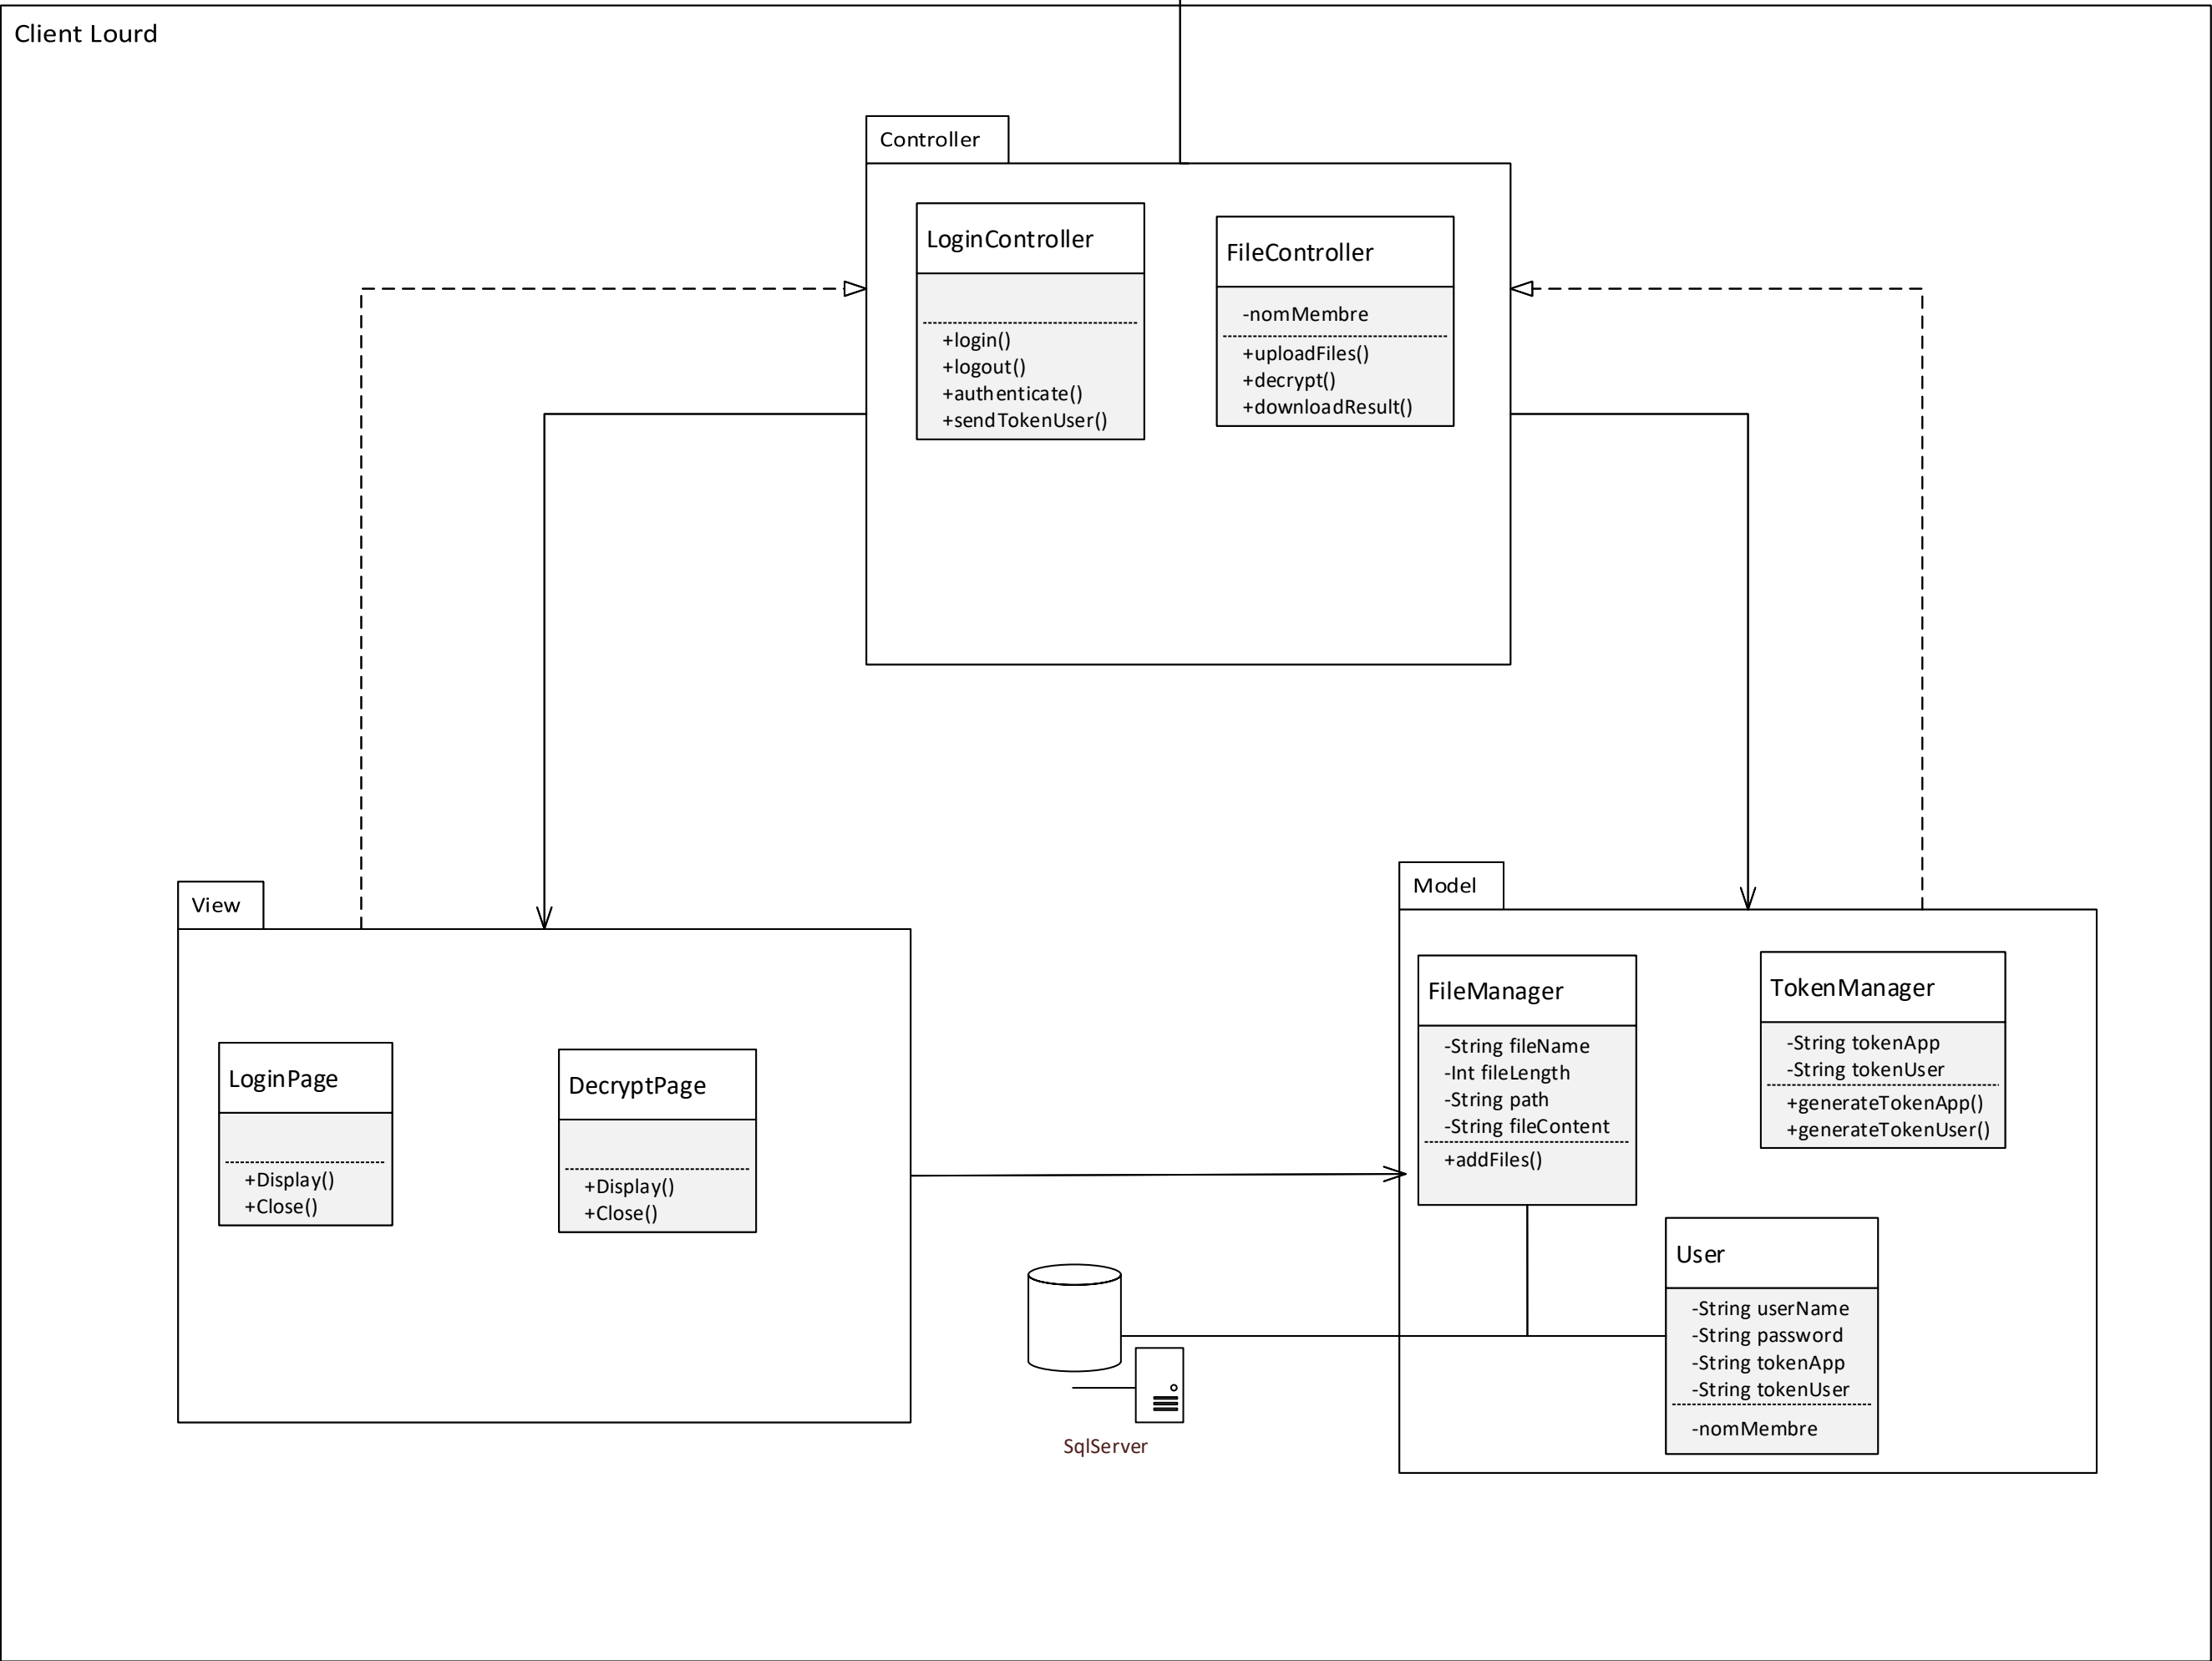 Client Lourd
Controller
LoginController
+login()
+logout()
+authenticate()
+sendTokenUser()
FileController
-nomMembre
+uploadFiles()
+decrypt()
+downloadResult()
View
LoginPage
+Display()
+Close()
DecryptPage
+Display()
+Close()
Model
FileManager
-String fileName
-Int fileLength
-String path
-String fileContent
+addFiles()
TokenManager
-String tokenApp
-String tokenUser
+generateTokenApp()
+generateTokenUser()
User
-String userName
-String password
-String tokenApp
-String tokenUser
-nomMembre
SqlServer